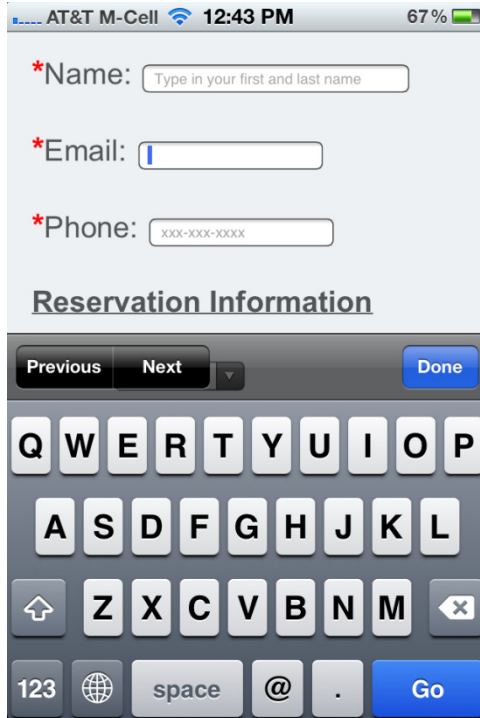 AT&T M-Cell 12:43 PM 67%
*Name: Type in your first and last name
*Email:
*Phone: xxx-xxx-xxxx
Reservation Information
Previous Next Done
Q W E R T Y U I O P
A S D F G H J K L
Z X C V B N M
123 space @ . Go